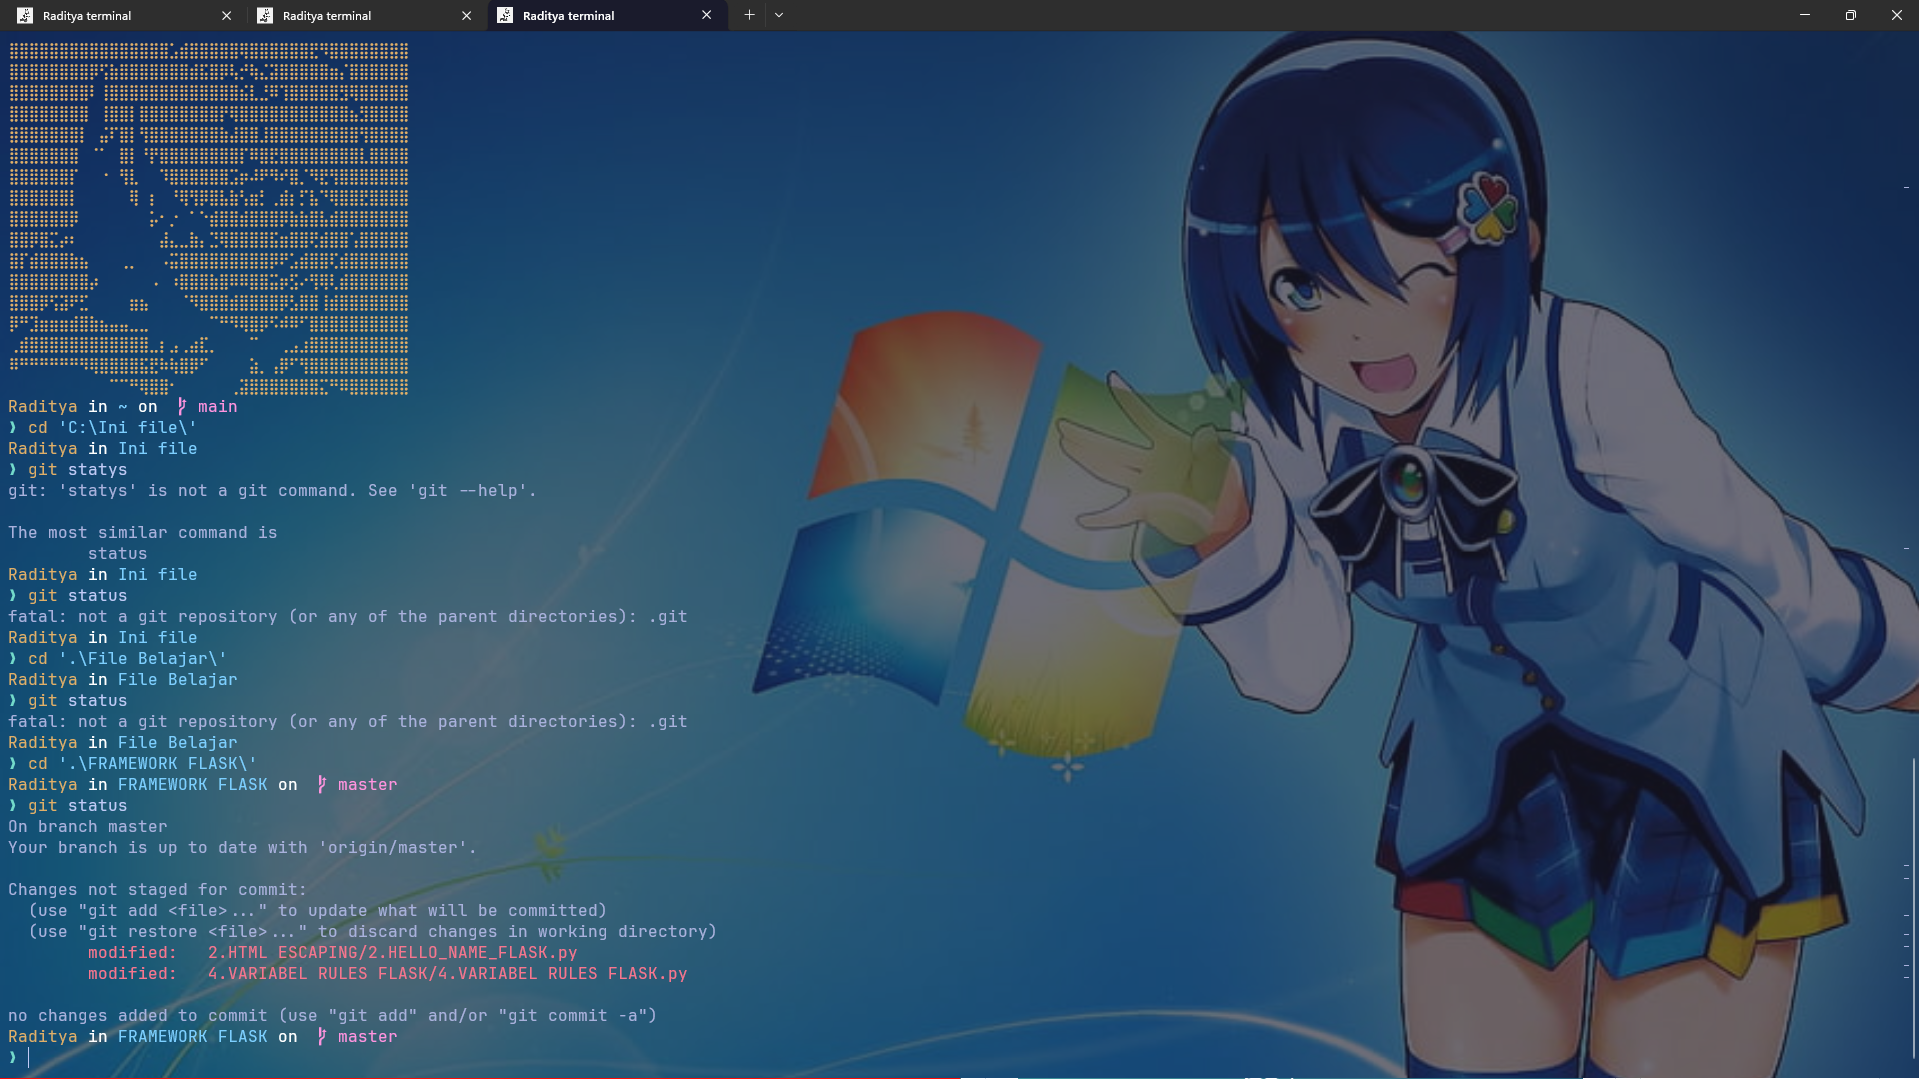 Raditya terminal
Raditya terminal
Raditya terminal
Raditya in ~ on main
❯ cd 'C:\Ini file\'
Raditya in Ini file
❯ git statys
git: 'statys' is not a git command. See 'git --help'.
The most similar command is
status
Raditya in Ini file
❯ git status
fatal: not a git repository (or any of the parent directories): .git
Raditya in Ini file
❯ cd '.\File Belajar\'
Raditya in File Belajar
❯ git status
fatal: not a git repository (or any of the parent directories): .git
Raditya in File Belajar
❯ cd '.\FRAMEWORK FLASK\'
Raditya in FRAMEWORK FLASK on master
❯ git status
On branch master
Your branch is up to date with 'origin/master'.
Changes not staged for commit:
(use "git add <file>..." to update what will be committed)
(use "git restore <file>..." to discard changes in working directory)
modified: 2.HTML ESCAPING/2.HELLO_NAME_FLASK.py
modified: 4.VARIABEL RULES FLASK/4.VARIABEL RULES FLASK.py
no changes added to commit (use "git add" and/or "git commit -a")
Raditya in FRAMEWORK FLASK on master
❯